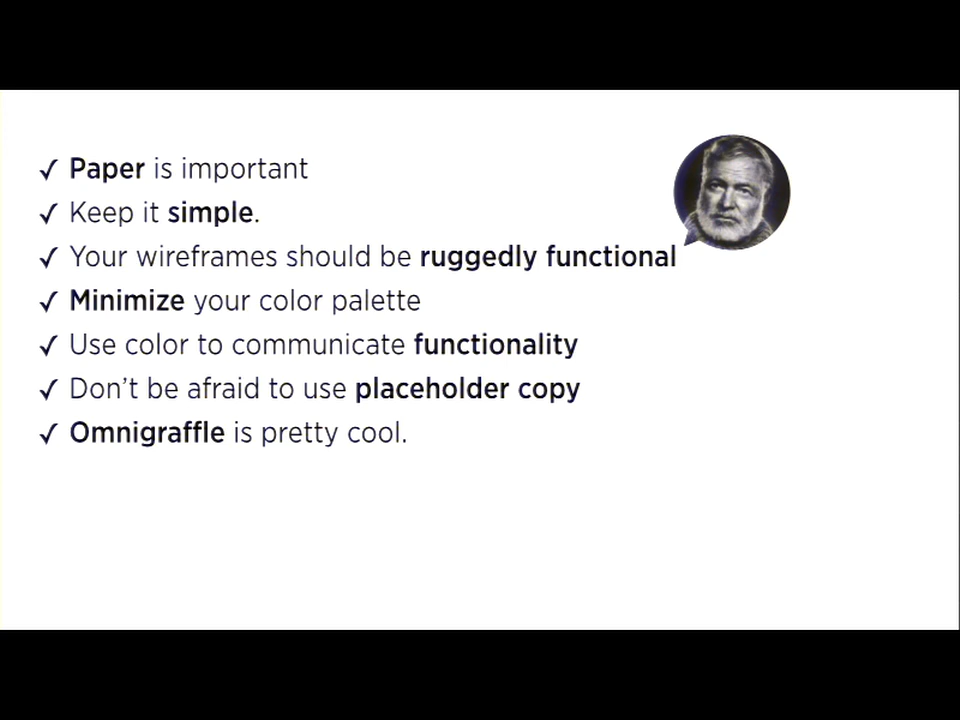 ✓ Paper is important
✓ Keep it simple.
✓ Your wireframes should be ruggedly functional
✓ Minimize your color palette
✓ Use color to communicate functionality
✓ Don’t be afraid to use placeholder copy
✓ Omnigraffle is pretty cool.